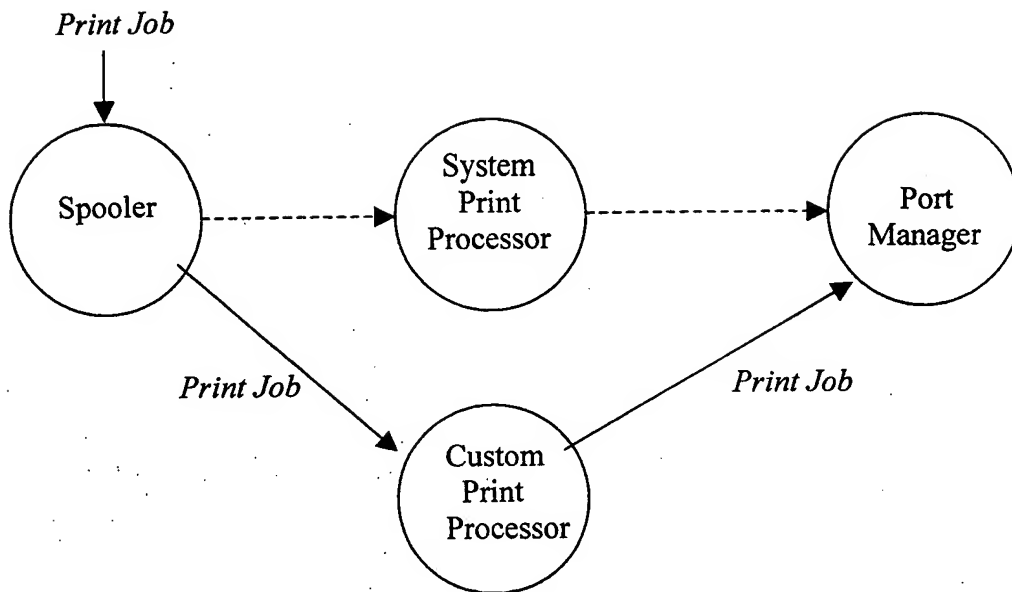 Print Job
Spooler
System
Print
Processor
Port
Manager
Print Job
Print Job
Custom
Print
Processor